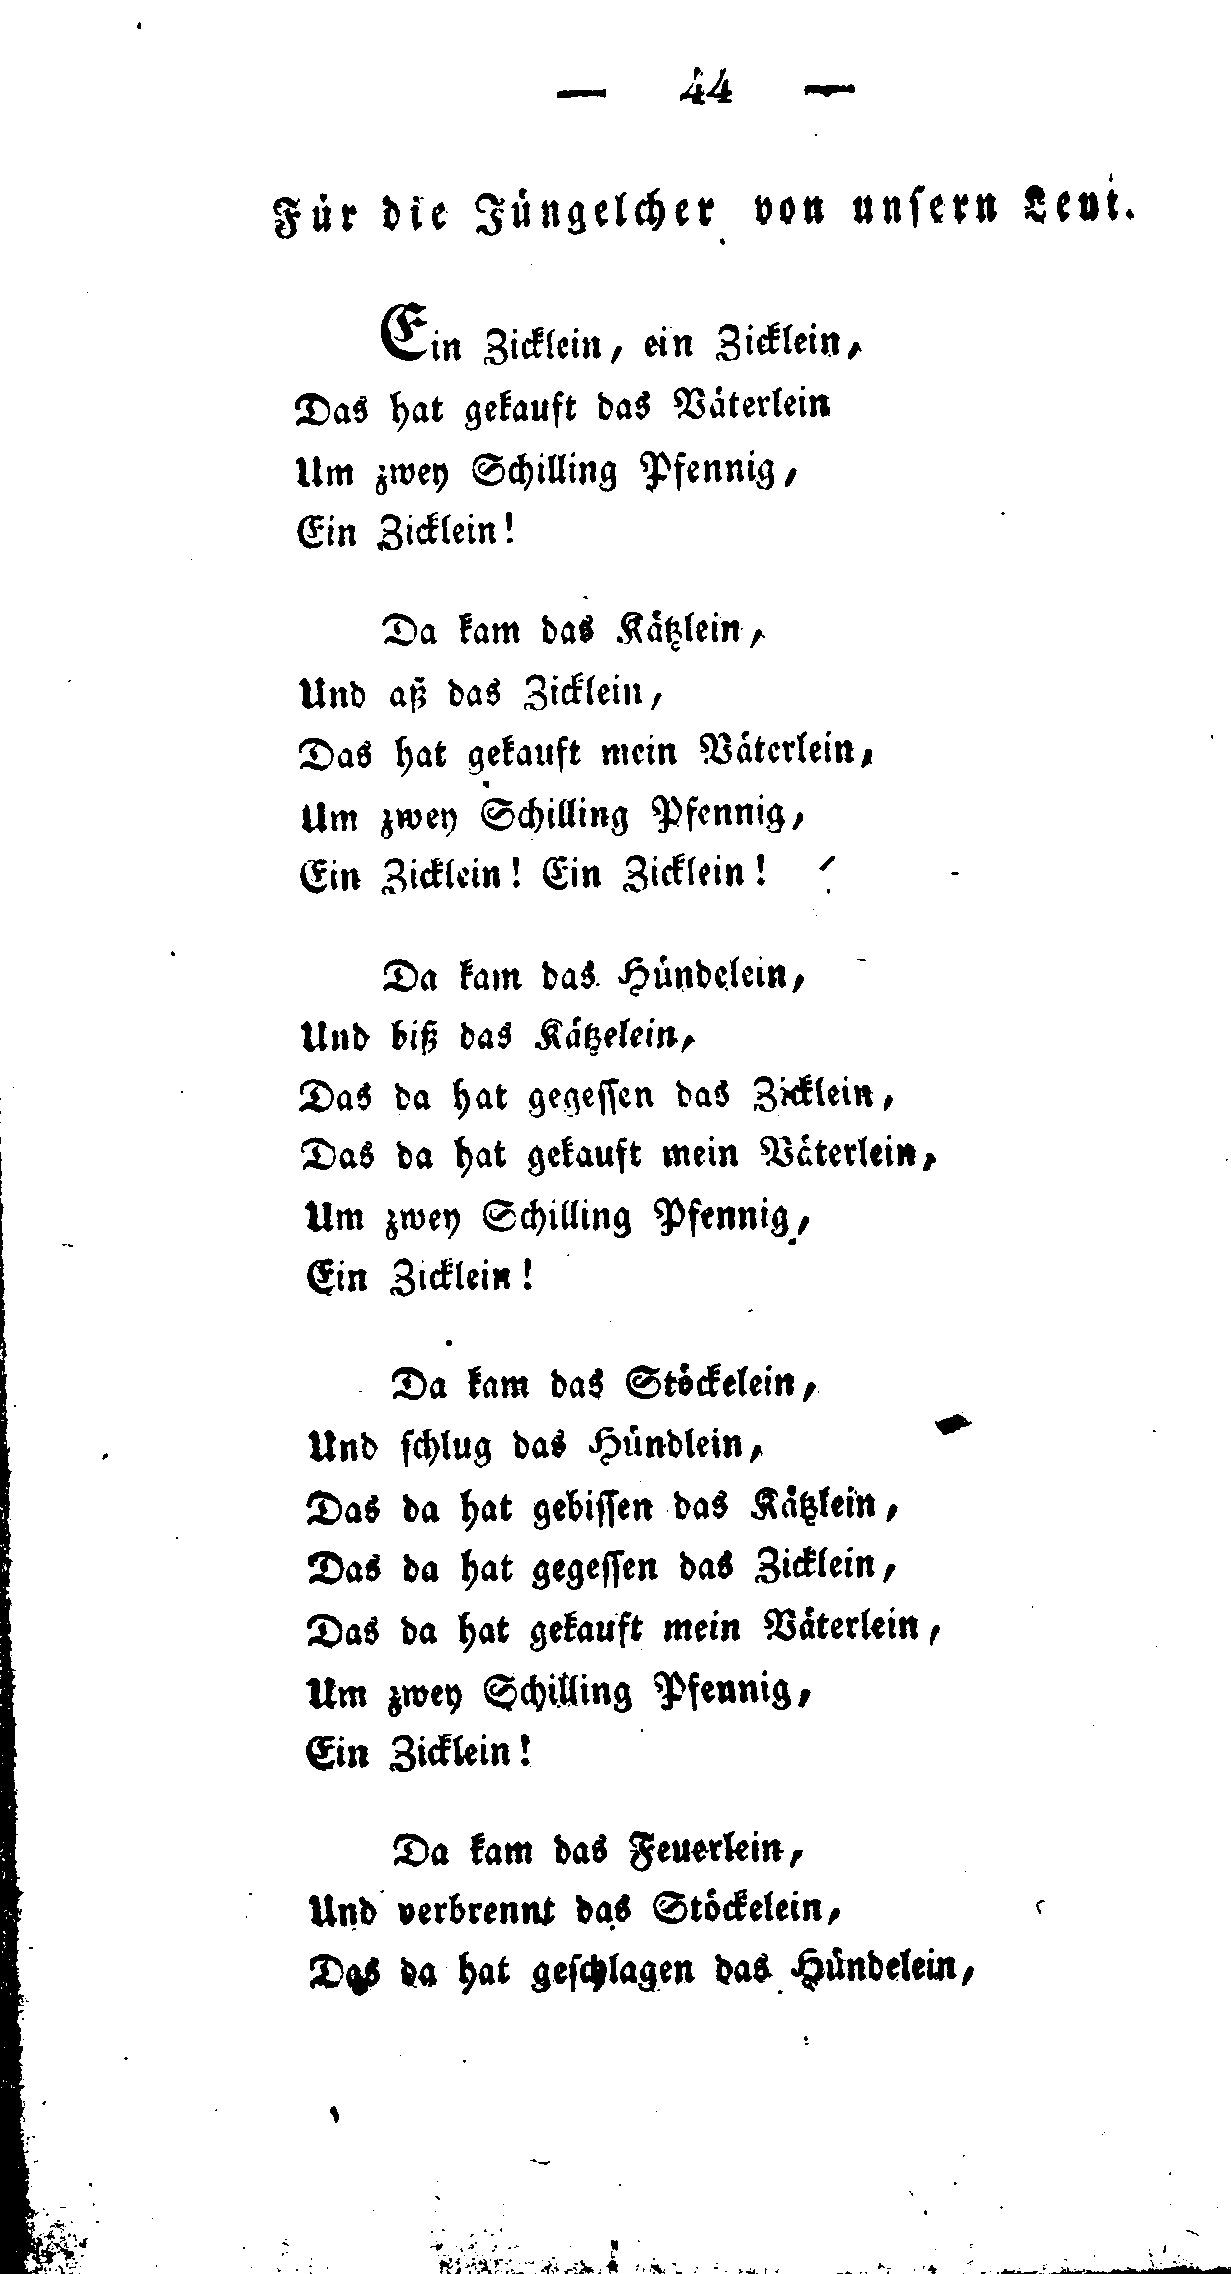 — 44 —
Für die Jüngelcher von unsern Leut.
Ein Zicklein, ein Zicklein,
Das hat gekauft das Väterlein
Um zwey Schilling Pfennig,
Ein Zicklein!
Da kam das Kätzlein,
Und aß das Zicklein,
Das hat gekauft mein Väterlein,
Um zwey Schilling Pfennig,
Ein Zicklein! Ein Zicklein!
Da kam das Hündelein,
Und biß das Kätzelein,
Das da hat gegessen das Zicklein,
Das da hat gekauft mein Väterlein,
Um zwey Schilling Pfennig,
Ein Zicklein!
Da kam das Stöckelein,
Und schlug das Hündlein,
Das da hat gebissen das Kätzlein,
Das da hat gegessen das Zicklein,
Das da hat gekauft mein Väterlein,
Um zwey Schilling Pfennig,
Ein Zicklein!
Da kam das Feuerlein,
Und verbrennt das Stöckelein,
Das da hat geschlagen das Hündelein,